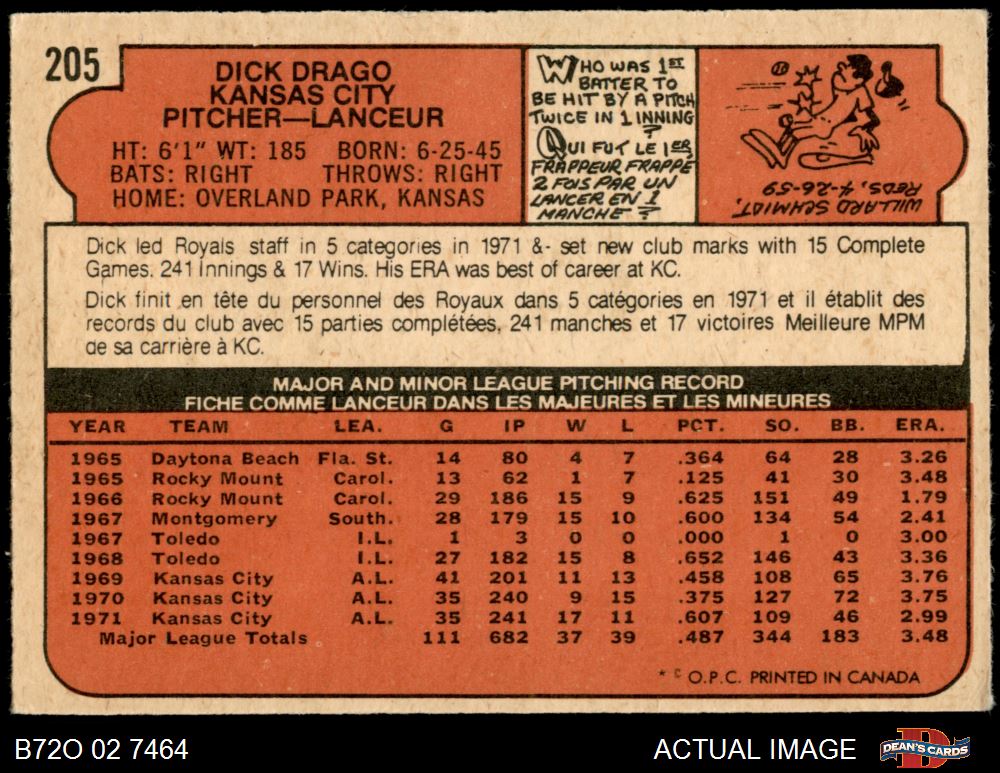 205
DICK DRAGO
KANSAS CITY
PITCHER—LANCEUR
HT: 6'1" WT: 185 BORN: 6-25-45
BATS: RIGHT THROWS: RIGHT
HOME: OVERLAND PARK, KANSAS
WHO WAS 1ST
BATTER TO
BE HIT BY A PITCH
TWICE IN 1 INNING
?
QUI FUT LE 1ER
FRAPPEUR FRAPPÉ
2 FOIS PAR UN
LANCER EN 1
MANCHE ?
WILLARD SCHMIDT,
REDS, 4-26-59
Dick led Royals staff in 5 categories in 1971 &- set new club marks with 15 Complete
Games. 241 Innings & 17 Wins. His ERA was best of career at KC.
Dick finit en tête du personnel des Royaux dans 5 catégories en 1971 et il établit des
records du club avec 15 parties complétées, 241 manches et 17 victoires Meilleure MPM
de sa carrière à KC.
MAJOR AND MINOR LEAGUE PITCHING RECORD
FICHE COMME LANCEUR DANS LES MAJEURES ET LES MINEURES
YEAR TEAM LEA. G IP W L PCT. SO. BB. ERA.
1965 Daytona Beach Fla. St. 14 80 4 7 .364 64 28 3.26
1965 Rocky Mount Carol. 13 62 1 7 .125 41 30 3.48
1966 Rocky Mount Carol. 29 186 15 9 .625 151 49 1.79
1967 Montgomery South. 28 179 15 10 .600 134 54 2.41
1967 Toledo I.L. 1 3 0 0 .000 1 0 3.00
1968 Toledo I.L. 27 182 15 8 .652 146 43 3.36
1969 Kansas City A.L. 41 201 11 13 .458 108 65 3.76
1970 Kansas City A.L. 35 240 9 15 .375 127 72 3.75
1971 Kansas City A.L. 35 241 17 11 .607 109 46 2.99
Major League Totals 111 682 37 39 .487 344 183 3.48
* © O.P.C. PRINTED IN CANADA
B72O 02 7464
ACTUAL IMAGE
D
DEAN'S CARDS